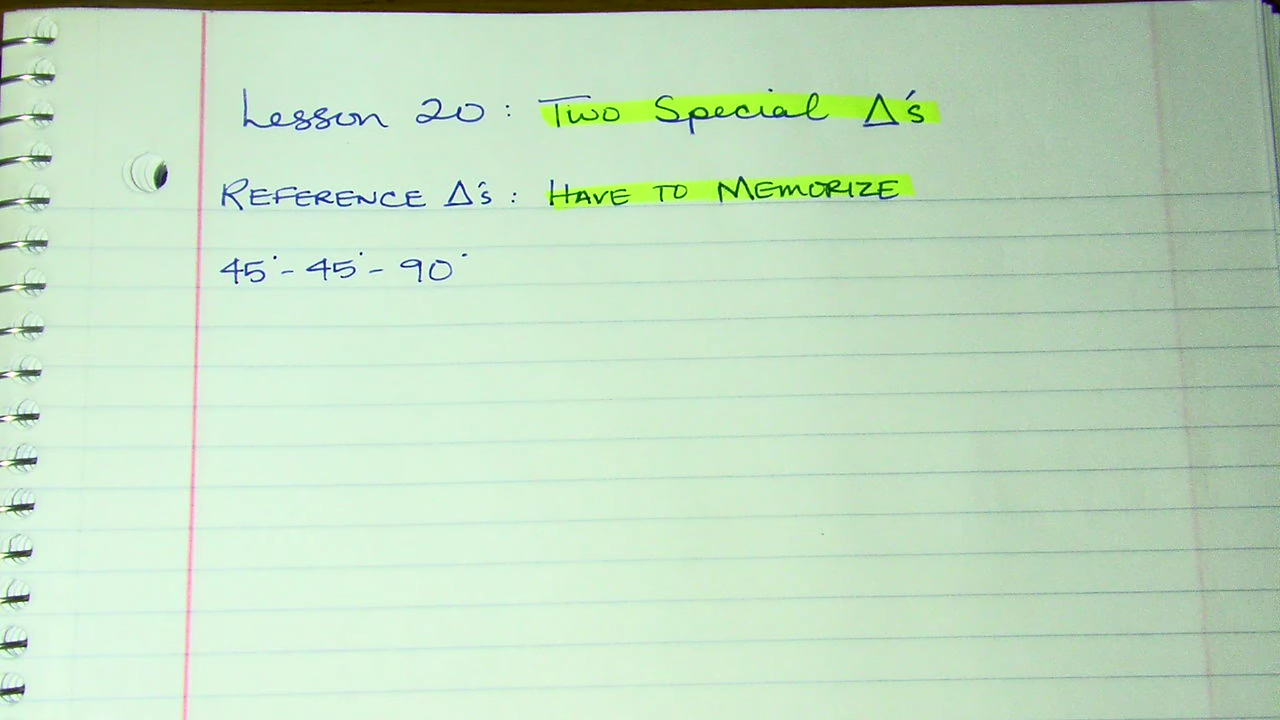 Lesson 20: Two Special Δ's
REFERENCE Δ's: HAVE TO MEMORIZE
45°-45°-90°